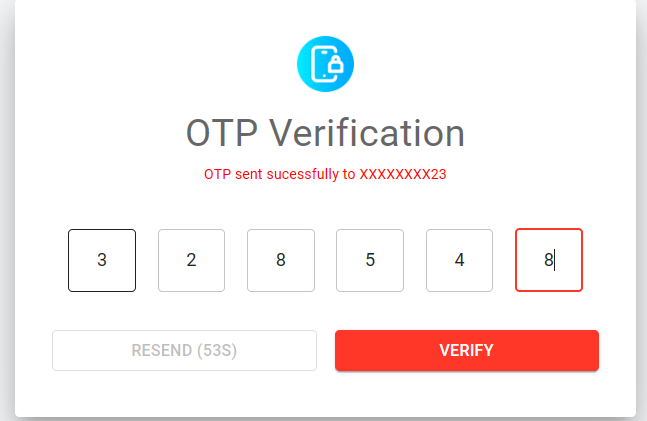 OTP Verification
OTP sent sucessfully to XXXXXXXX23
3 2 8 5 4 8
RESEND (53S) VERIFY